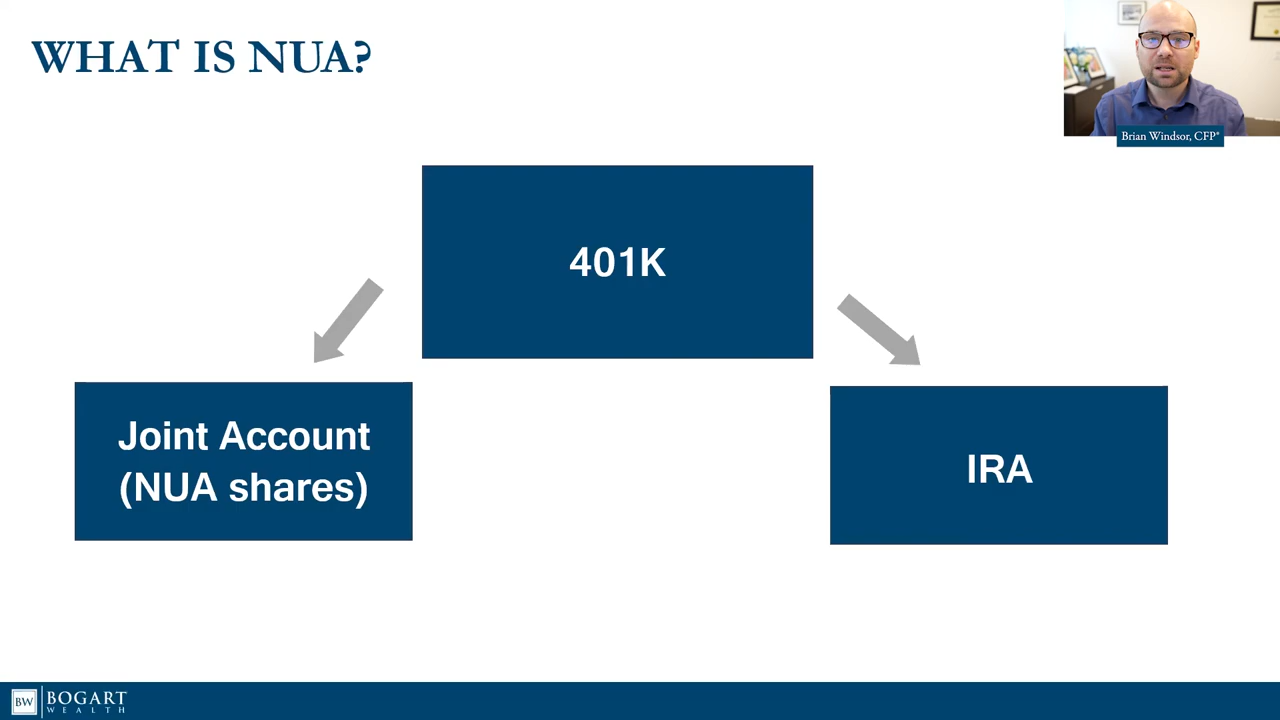 WHAT IS NUA?
Brian Windsor, CFP®
401K
Joint Account
(NUA shares)
IRA
BW
BOGART
WEALTH